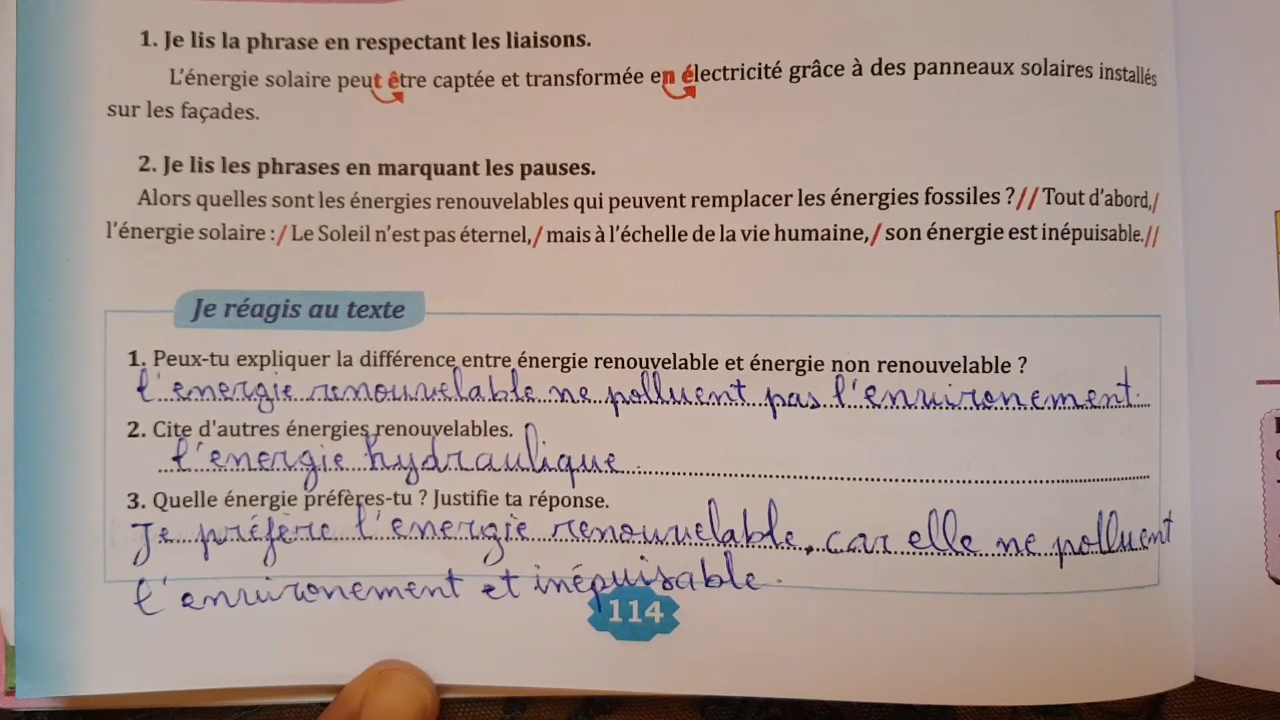 1. Je lis la phrase en respectant les liaisons.
L'énergie solaire peut être captée et transformée en électricité grâce à des panneaux solaires installés
sur les façades.
2. Je lis les phrases en marquant les pauses.
Alors quelles sont les énergies renouvelables qui peuvent remplacer les énergies fossiles ?// Tout d'abord,/
l'énergie solaire :/ Le Soleil n'est pas éternel,/ mais à l'échelle de la vie humaine,/ son énergie est inépuisable.//
Je réagis au texte
1. Peux-tu expliquer la différence entre énergie renouvelable et énergie non renouvelable ?
l'energie renouvelable ne polluent pas l'environement.
2. Cite d'autres énergies renouvelables.
l'energie hydraulique
3. Quelle énergie préfères-tu ? Justifie ta réponse.
Je préfère l'energie renouvelable, car elle ne polluent
l'environement et inépuisable.
114